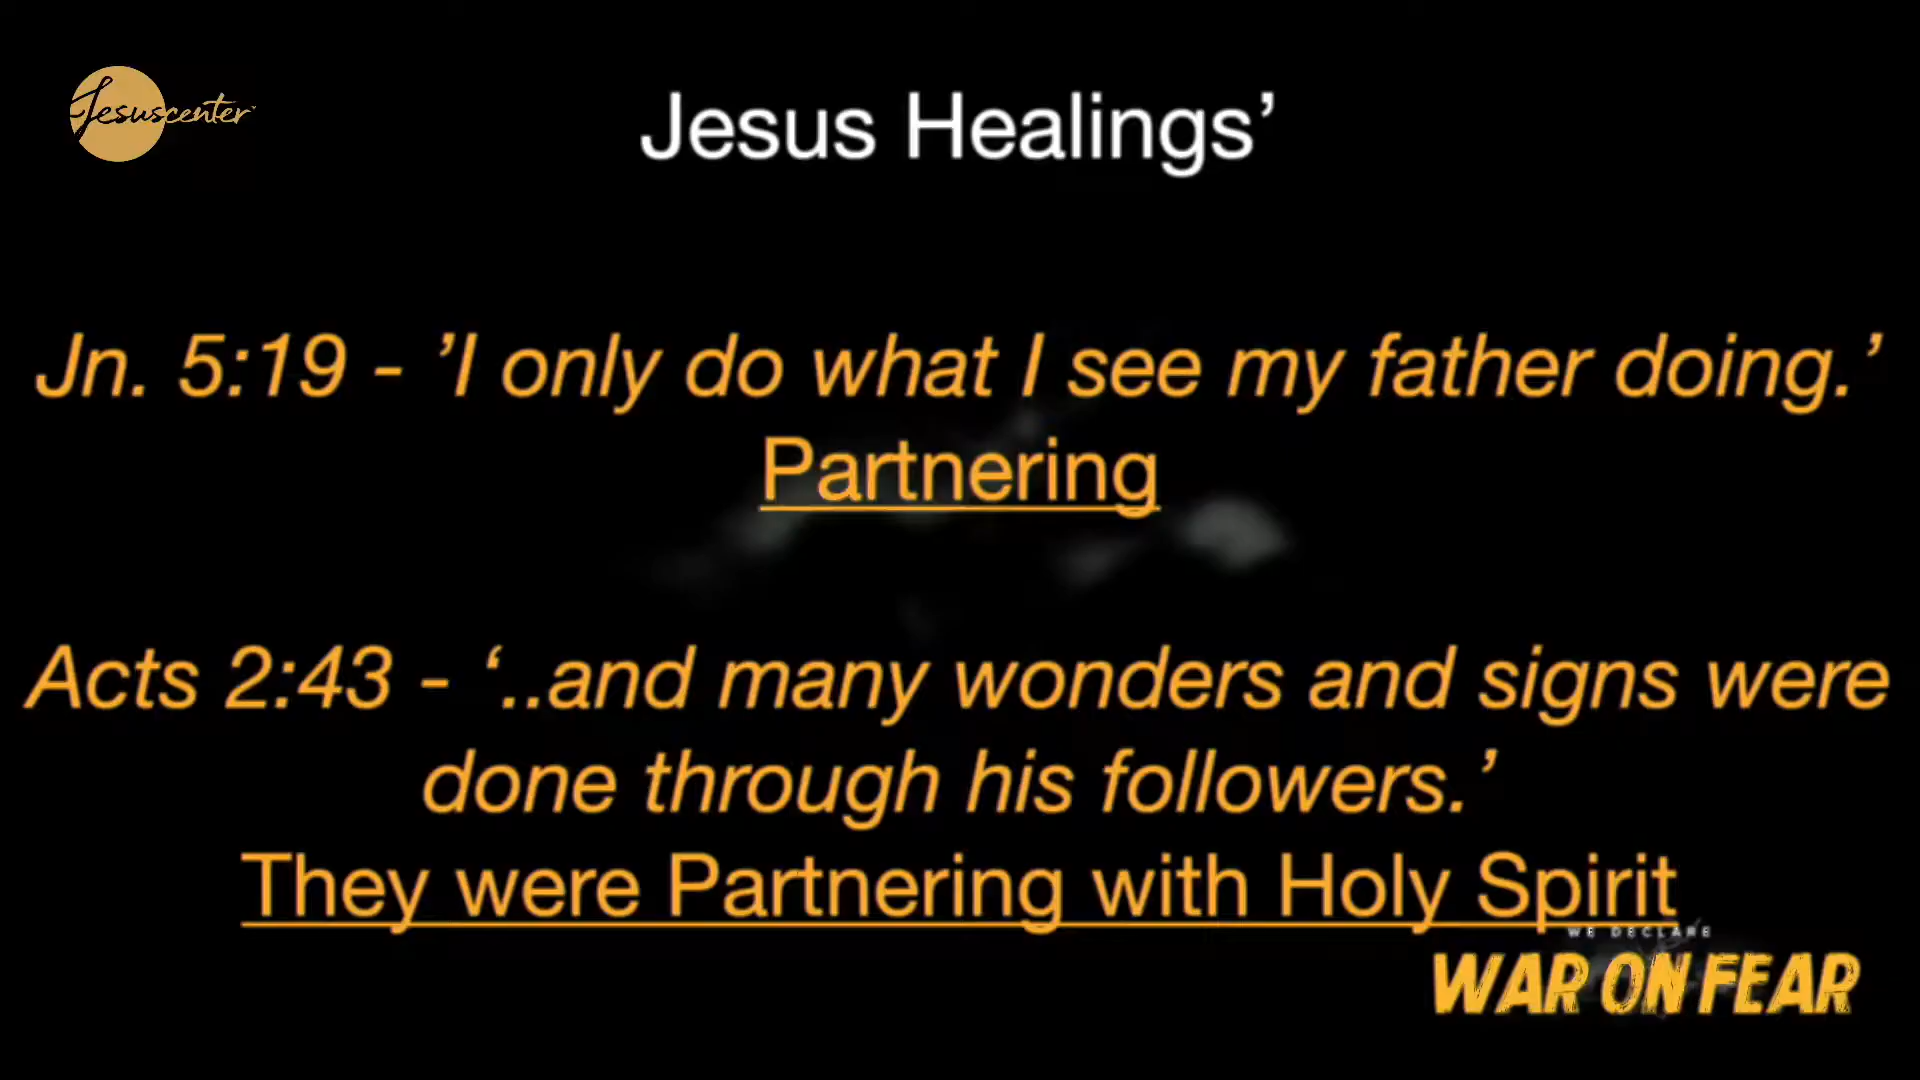 Jesuscenter
Jesus Healings’
Jn. 5:19 - ’I only do what I see my father doing.’
Partnering
Acts 2:43 - ‘..and many wonders and signs were
done through his followers.’
They were Partnering with Holy Spirit
WE DECLARE
WAR ON FEAR